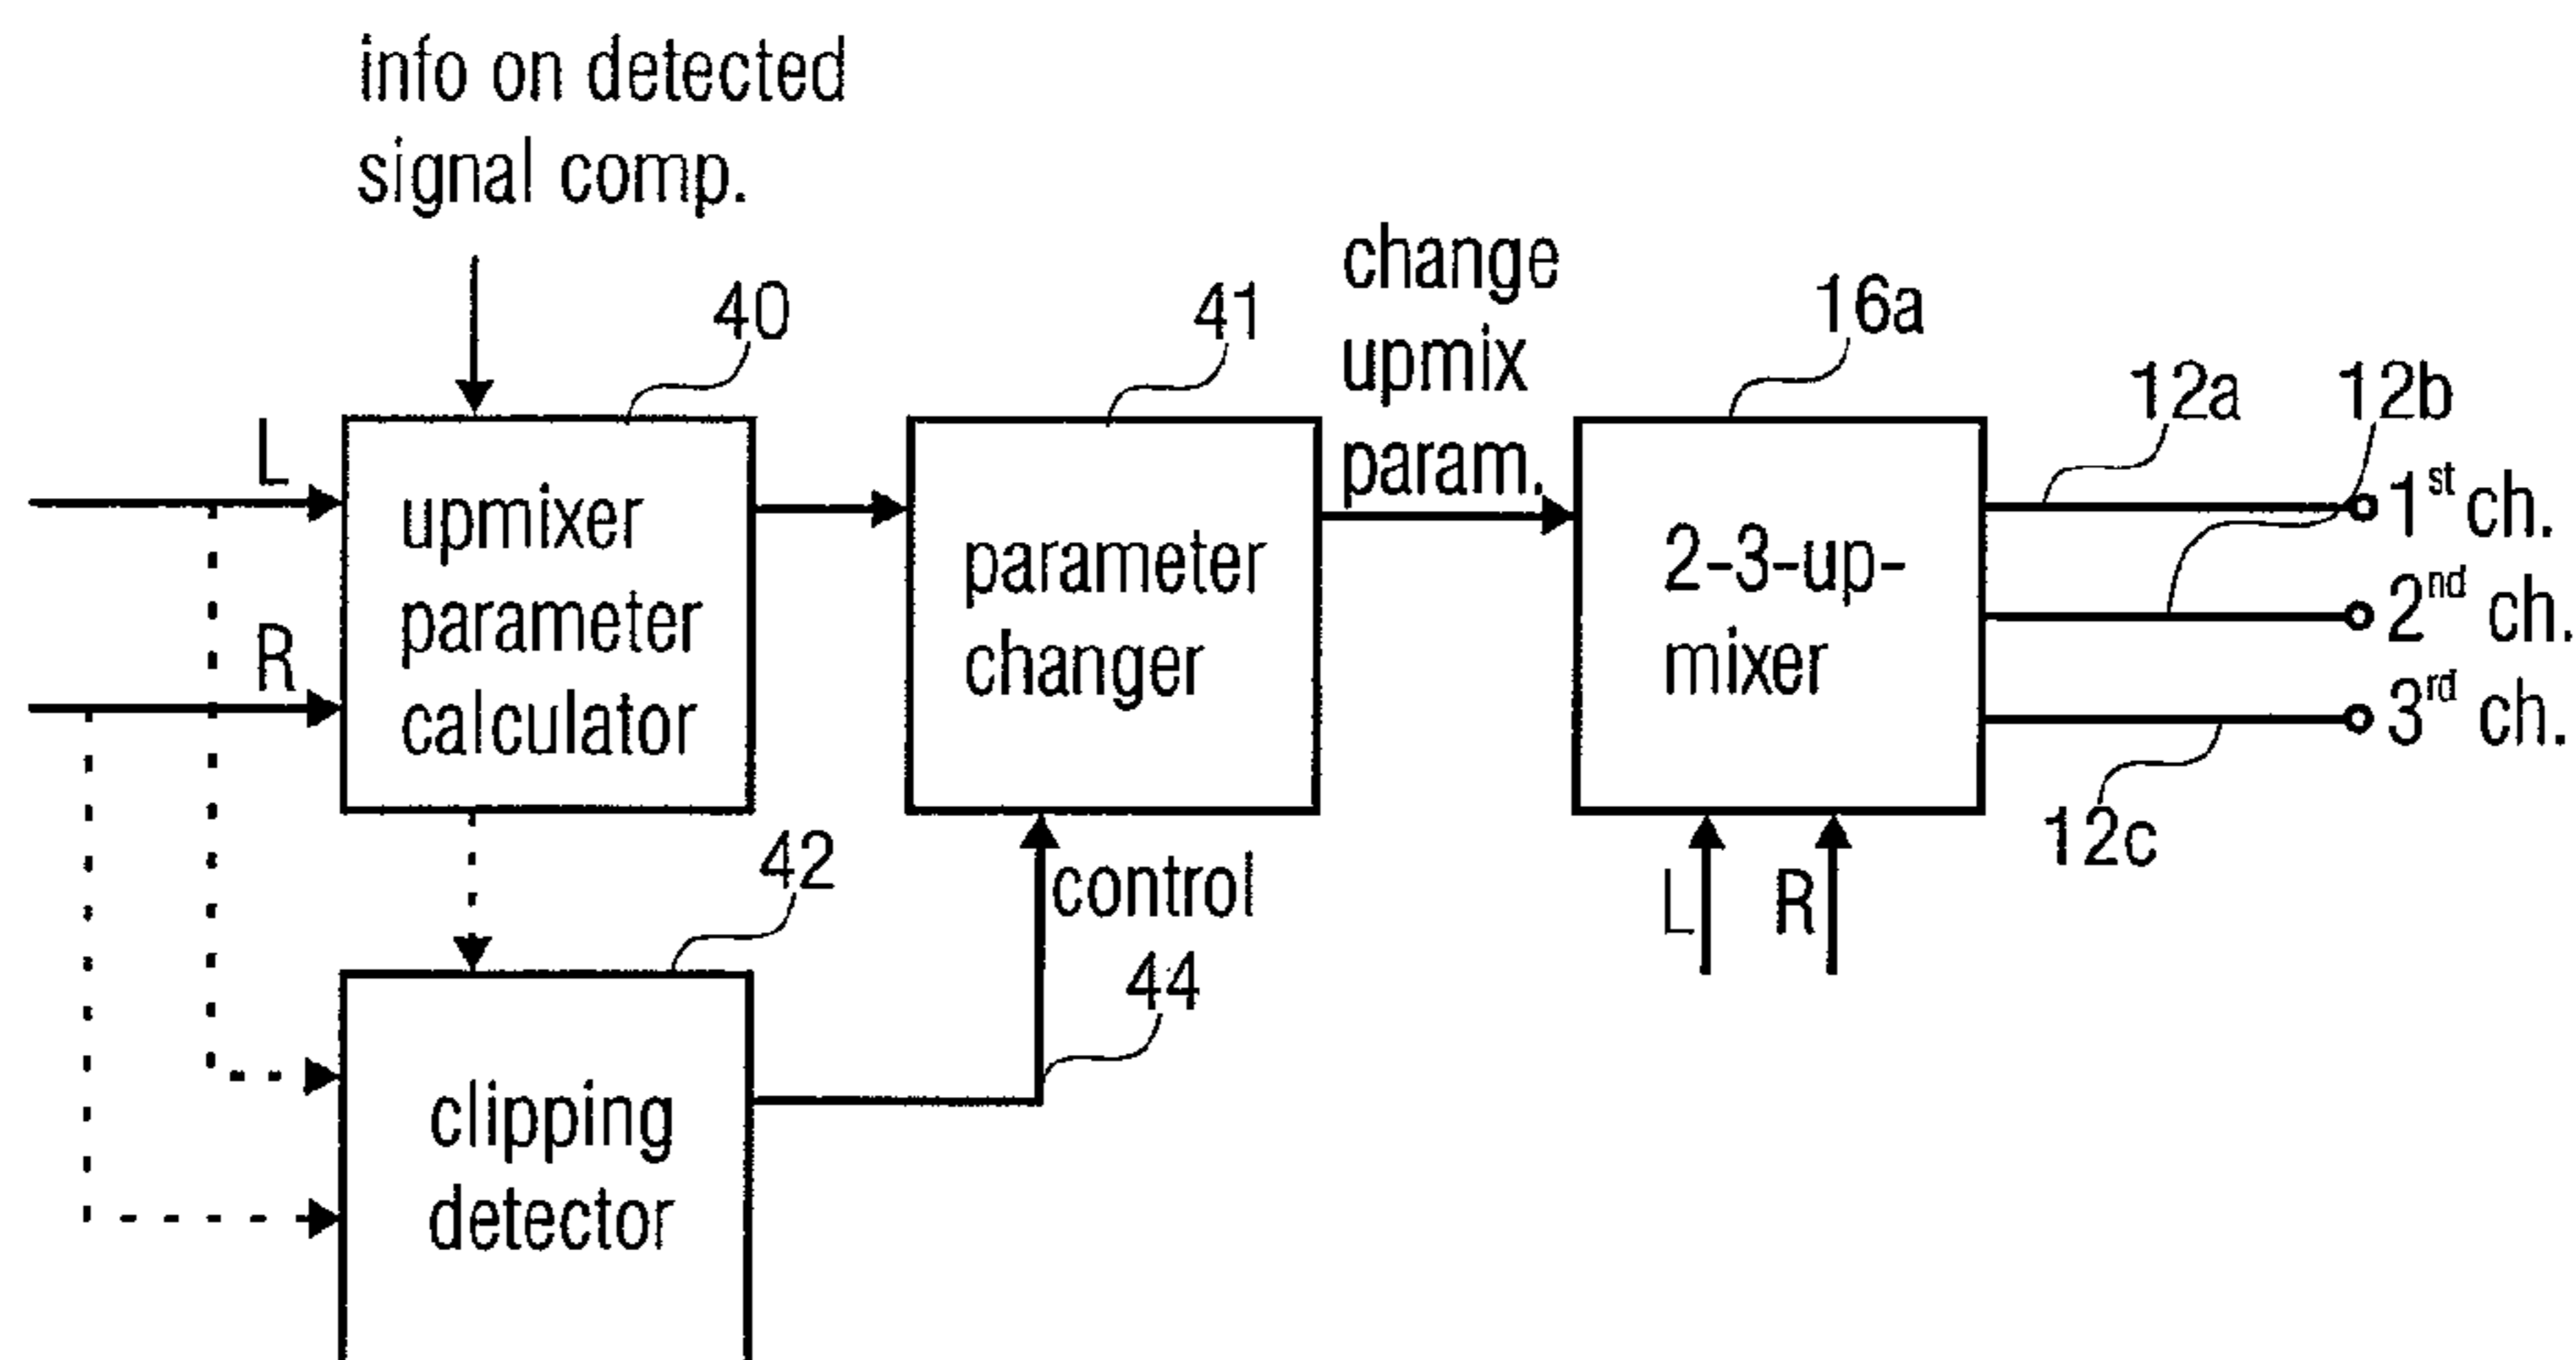 info on detected
signal comp.
40
41
change
upmix
param.
16a
12a
12b
L
R
upmixer
parameter
calculator
parameter
changer
2-3-up-
mixer
1st ch.
2nd ch.
3rd ch.
12c
42
control
44
L
R
clipping
detector